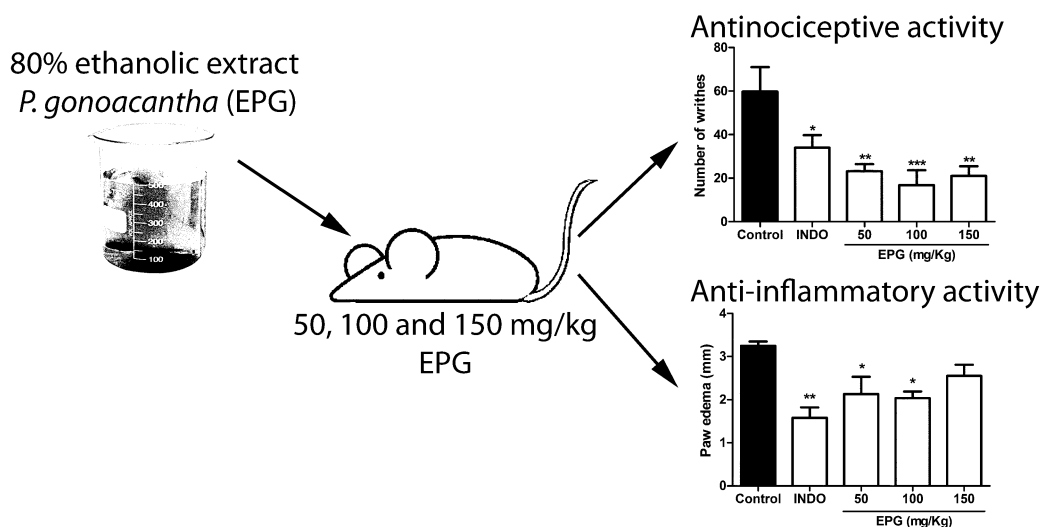 80% ethanolic extract
P. gonoacantha (EPG)
500
400
300
200
100
50, 100 and 150 mg/kg
EPG
Antinociceptive activity
Number of writhes
80
60
40
20
0
*
**
***
**
Control INDO 50 100 150
EPG (mg/Kg)
Anti-inflammatory activity
Paw edema (mm)
4
3
2
1
0
**
*
*
Control INDO 50 100 150
EPG (mg/Kg)